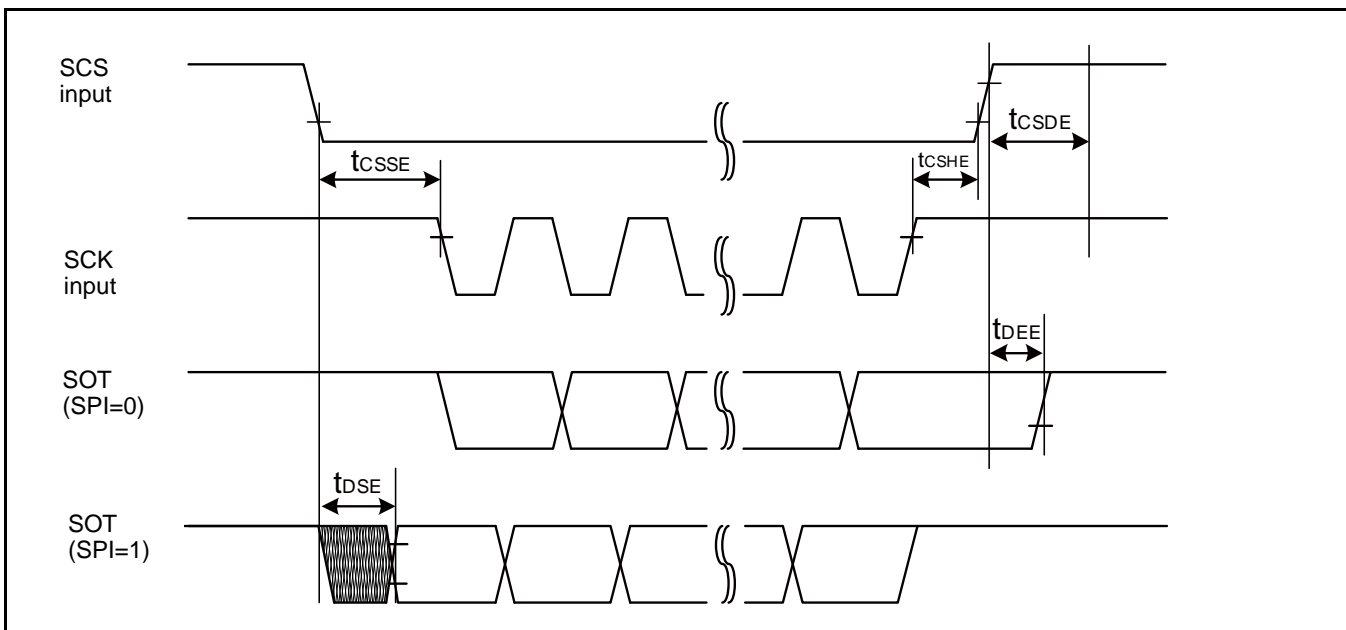 SCS
input
tCSDE
tCSSE
tCSHE
SCK
input
tDEE
SOT
(SPI=0)
tDSE
SOT
(SPI=1)